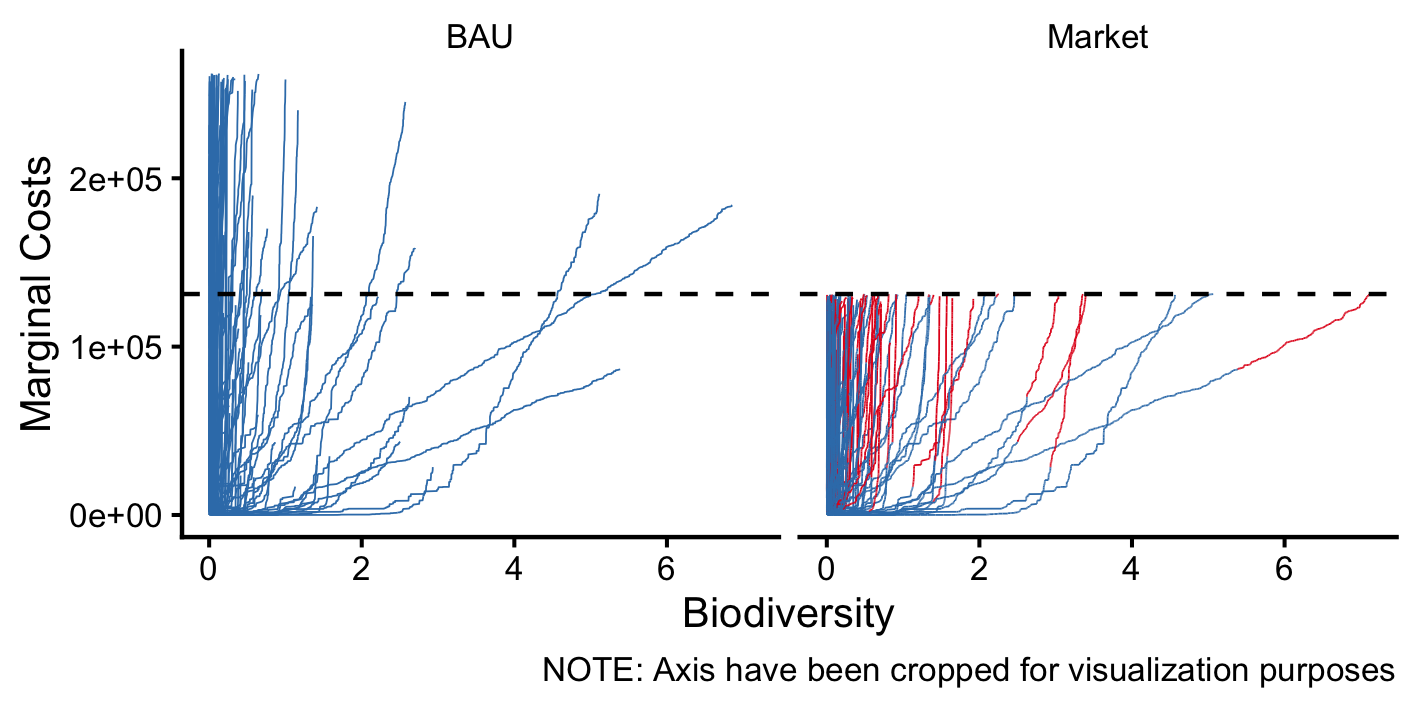 BAU
Market
Marginal Costs
2e+05
1e+05
0e+00
0 2 4 6
0 2 4 6
Biodiversity
NOTE: Axis have been cropped for visualization purposes